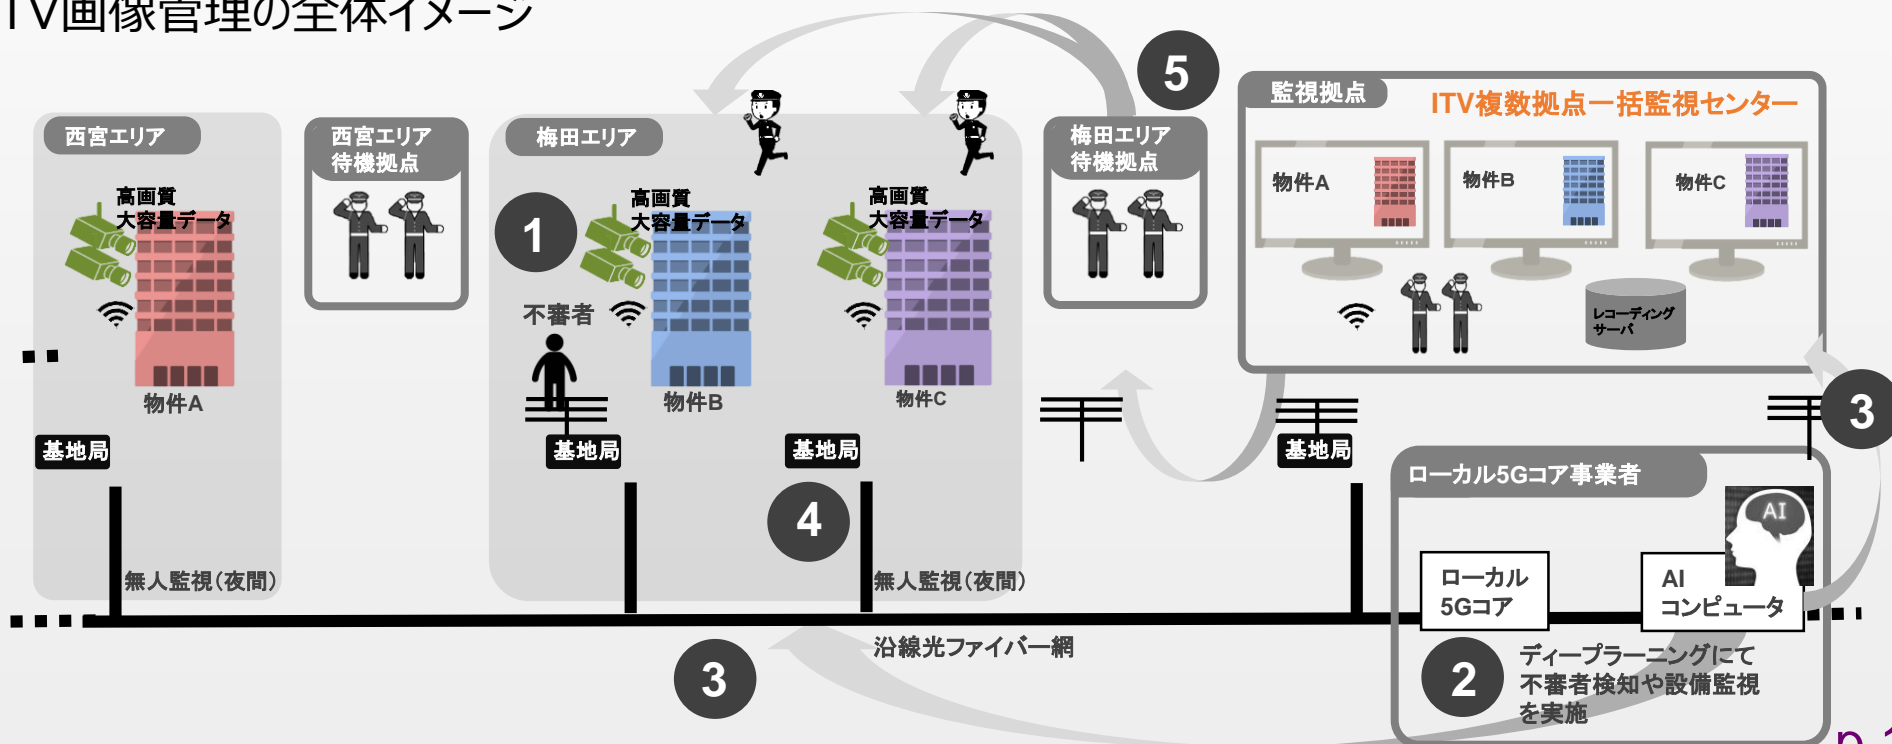 TV画像管理の全体イメージ
西宮エリア
高画質
大容量データ
物件A
基地局
無人監視(夜間)
西宮エリア
待機拠点
梅田エリア
1
高画質
大容量データ
不審者
物件B
基地局
高画質
大容量データ
物件C
基地局
4
無人監視(夜間)
梅田エリア
待機拠点
5
監視拠点
ITV複数拠点一括監視センター
物件A
物件B
物件C
レコーディング
サーバ
基地局
3
ローカル5Gコア事業者
AI
ローカル
5Gコア
AI
コンピュータ
2
ディープラーニングにて
不審者検知や設備監視
を実施
沿線光ファイバー網
3